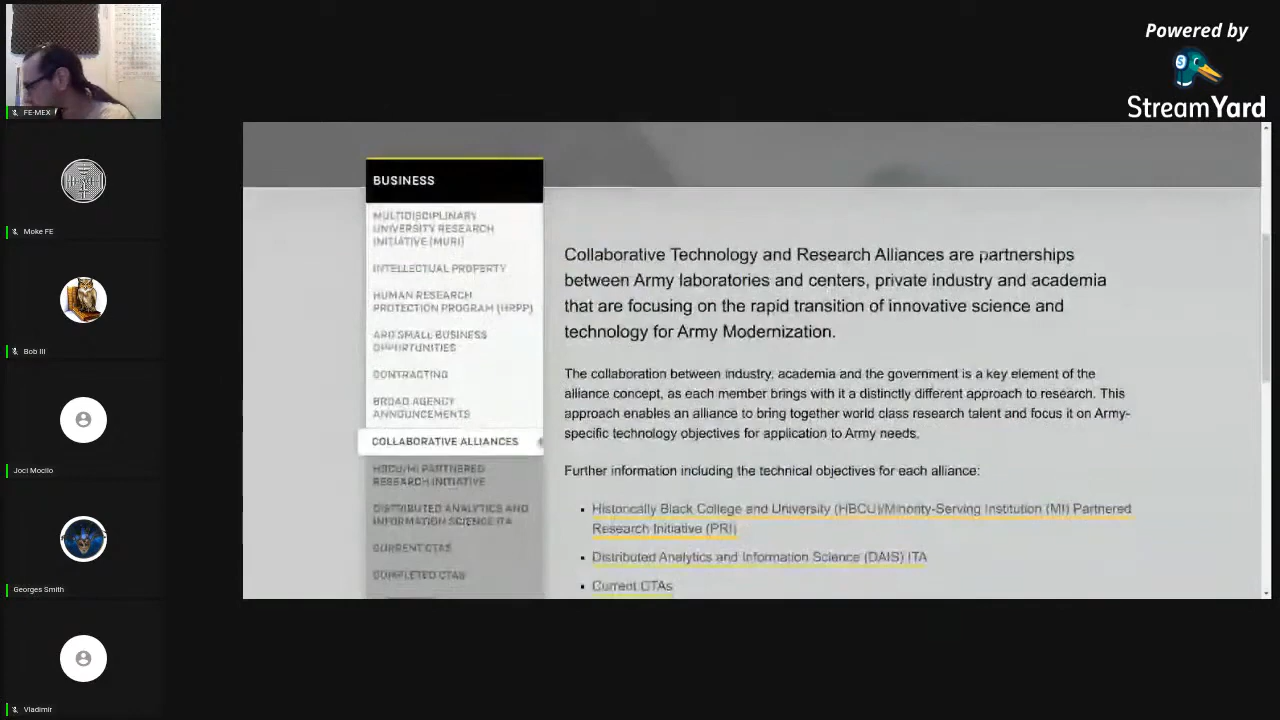 Powered by
StreamYard
FE-MEX
Moke FE
Bob III
Joci Mocilo
Georges Smith
Vladimir
BUSINESS
MULTIDISCIPLINARY
UNIVERSITY RESEARCH
INITIATIVE (MURI)
INTELLECTUAL PROPERTY
HUMAN RESEARCH
PROTECTION PROGRAM (HRPP)
ARO SMALL BUSINESS
OPPORTUNITIES
CONTRACTING
BROAD AGENCY
ANNOUNCEMENTS
COLLABORATIVE ALLIANCES
HBCU/MI PARTNERED
RESEARCH INITIATIVE
DISTRIBUTED ANALYTICS AND
INFORMATION SCIENCE ITA
CURRENT CTAS
COMPLETED CTAS
Collaborative Technology and Research Alliances are partnerships
between Army laboratories and centers, private industry and academia
that are focusing on the rapid transition of innovative science and
technology for Army Modernization.
The collaboration between industry, academia and the government is a key element of the
alliance concept, as each member brings with it a distinctly different approach to research. This
approach enables an alliance to bring together world class research talent and focus it on Army-
specific technology objectives for application to Army needs.
Further information including the technical objectives for each alliance:
Historically Black College and University (HBCU)/Minority-Serving Institution (MI) Partnered
Research Initiative (PRI)
Distributed Analytics and Information Science (DAIS) ITA
Current CTAs